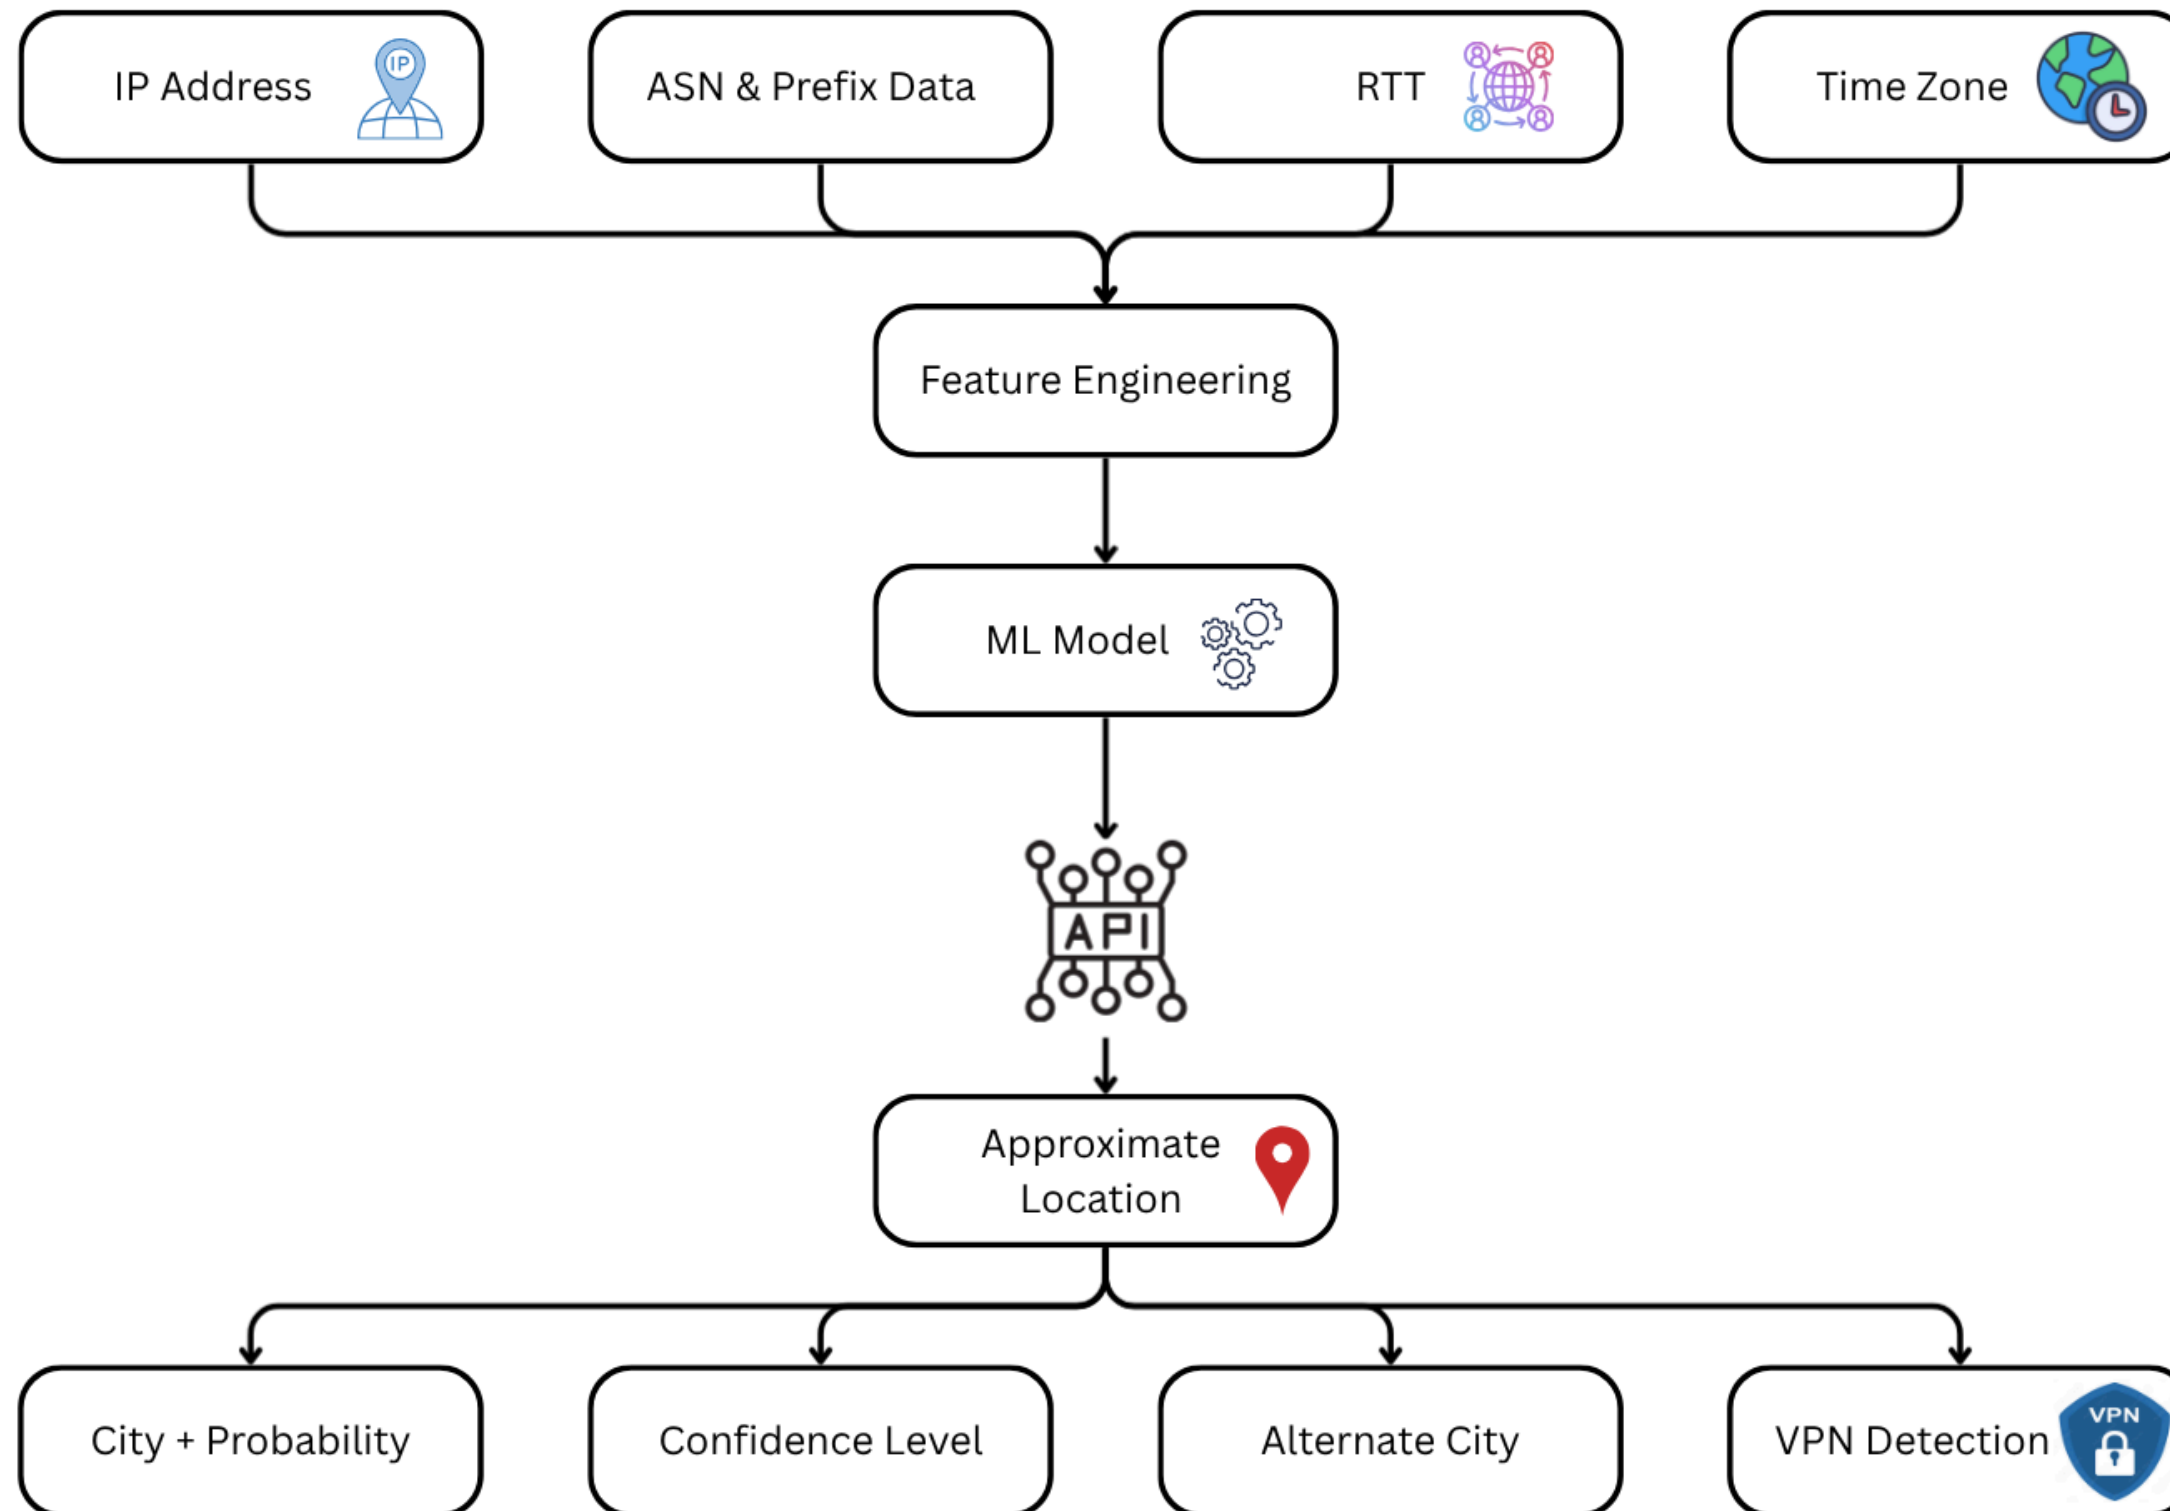 IP Address
IP
ASN & Prefix Data
RTT
Time Zone
Feature Engineering
ML Model
API
Approximate
Location
City + Probability
Confidence Level
Alternate City
VPN Detection
VPN